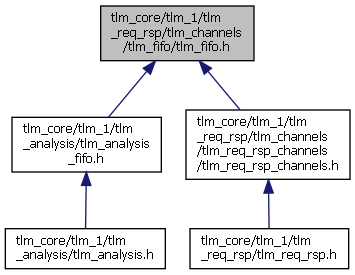 tlm_core/tlm_1/tlm
_req_rsp/tlm_channels
/tlm_fifo/tlm_fifo.h
tlm_core/tlm_1/tlm
_analysis/tlm_analysis
_fifo.h
tlm_core/tlm_1/tlm
_req_rsp/tlm_channels
/tlm_req_rsp_channels
/tlm_req_rsp_channels.h
tlm_core/tlm_1/tlm
_analysis/tlm_analysis.h
tlm_core/tlm_1/tlm
_req_rsp/tlm_req_rsp.h